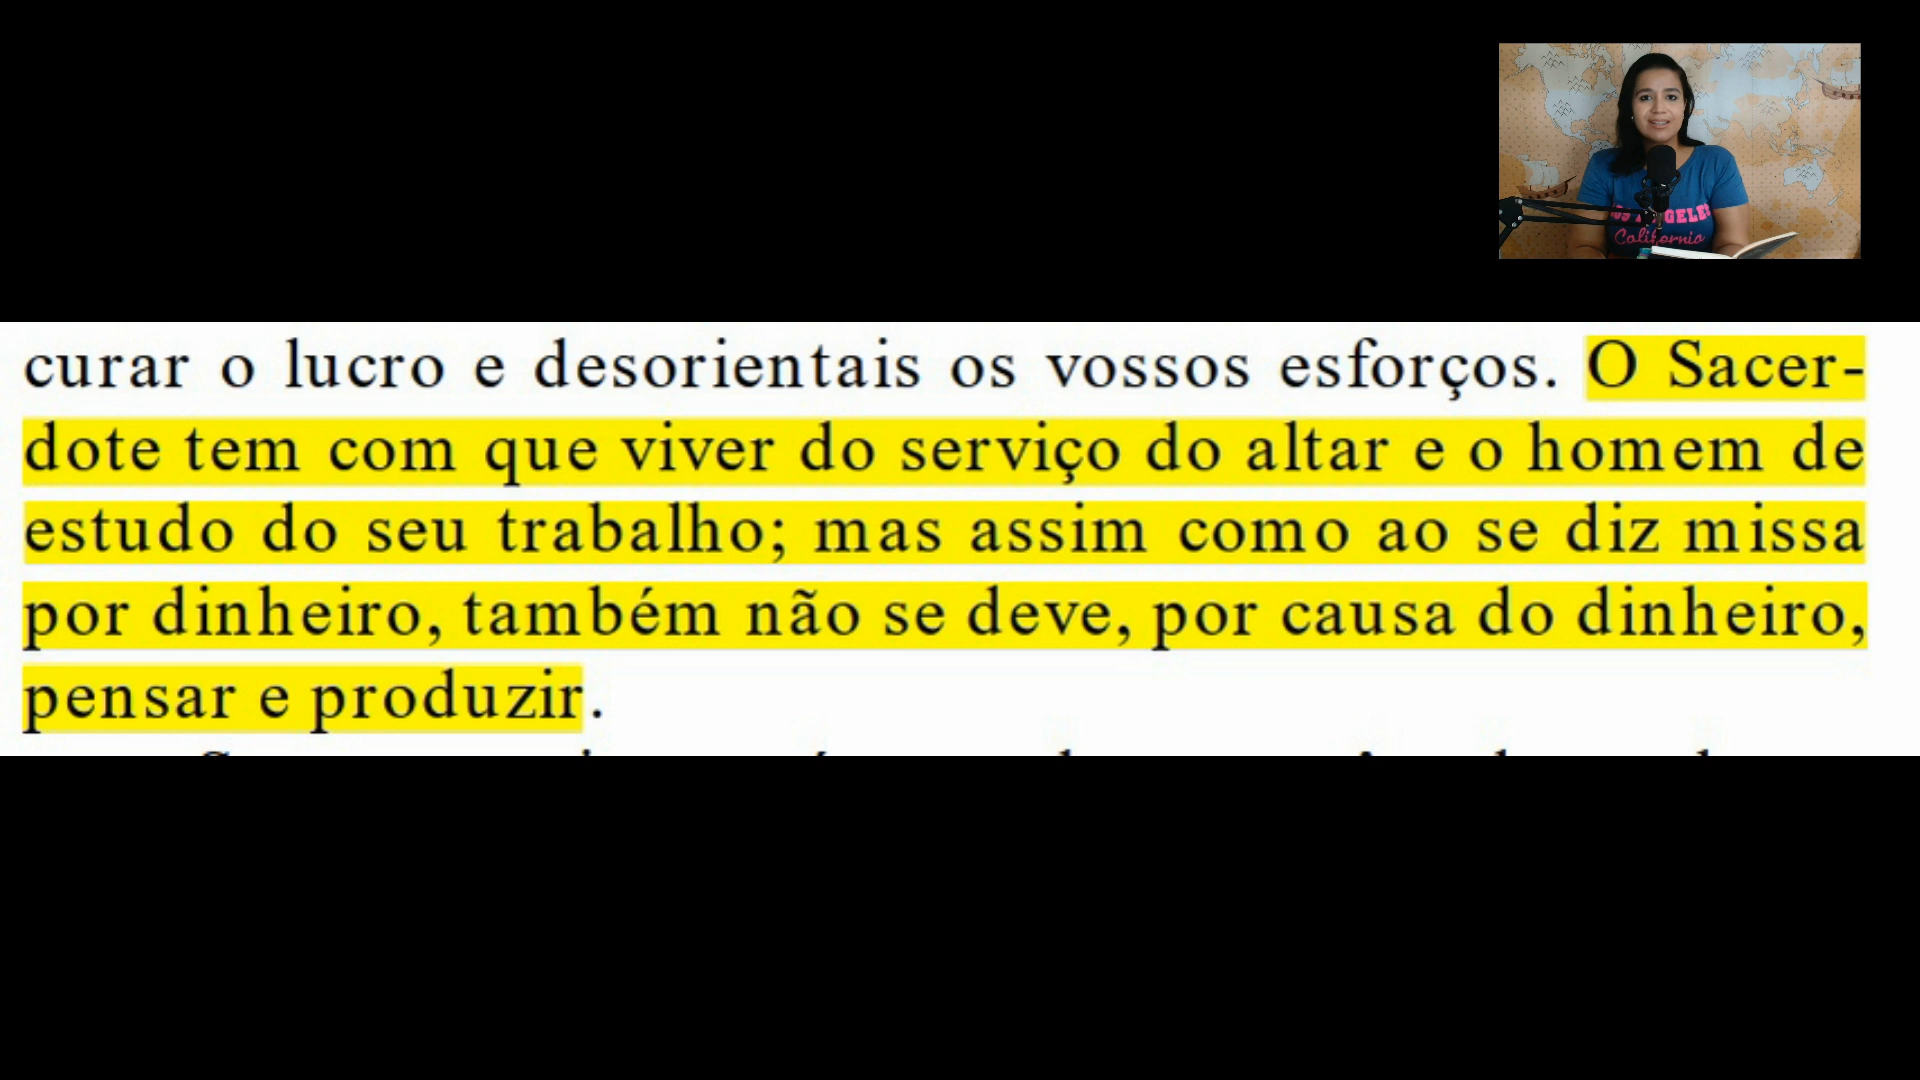 curar o lucro e desorientais os vossos esforços. O Sacer-
dote tem com que viver do serviço do altar e o homem de
estudo do seu trabalho; mas assim como ao se diz missa
por dinheiro, também não se deve, por causa do dinheiro,
pensar e produzir.
California